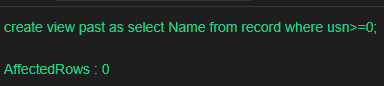 create view past as select Name from record where usn>=0;
AffectedRows : 0